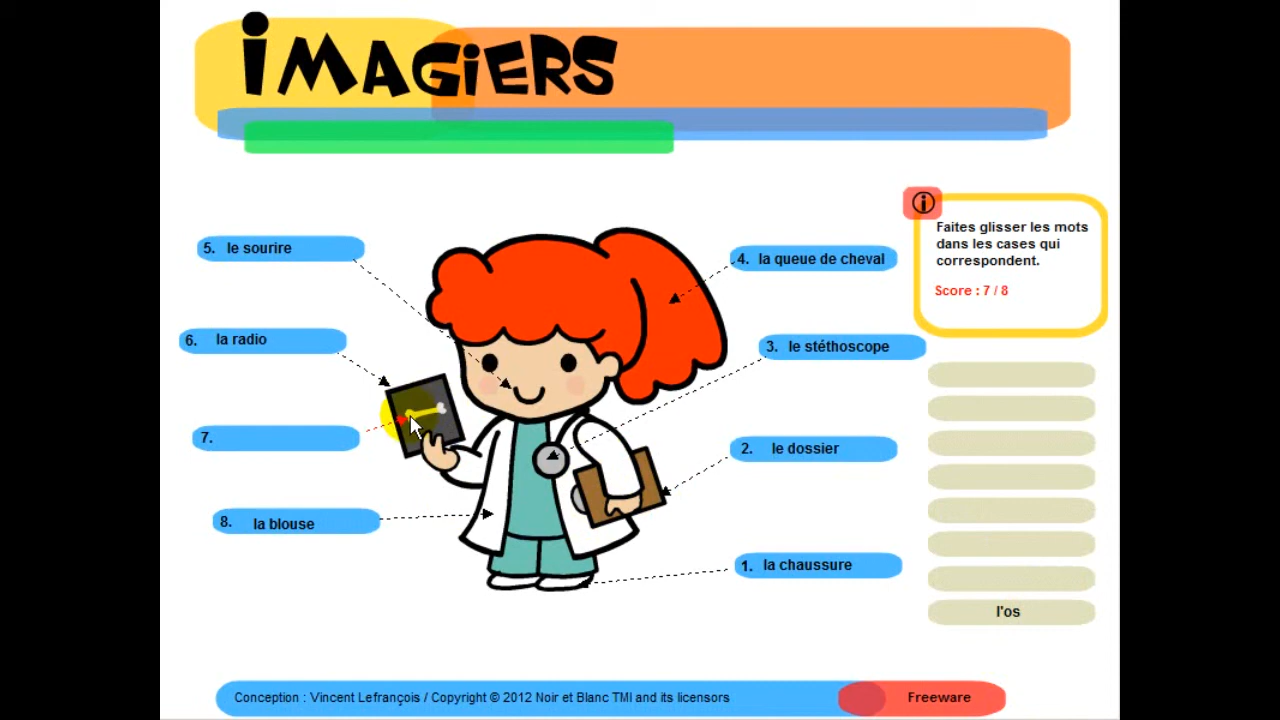 iMAGiERS
5. le sourire
4. la queue de cheval
Faites glisser les mots
dans les cases qui
correspondent.
Score : 7 / 8
6. la radio
3. le stéthoscope
7.
2. le dossier
8. la blouse
1. la chaussure
l'os
Conception : Vincent Lefrançois / Copyright © 2012 Noir et Blanc TMI and its licensors
Freeware